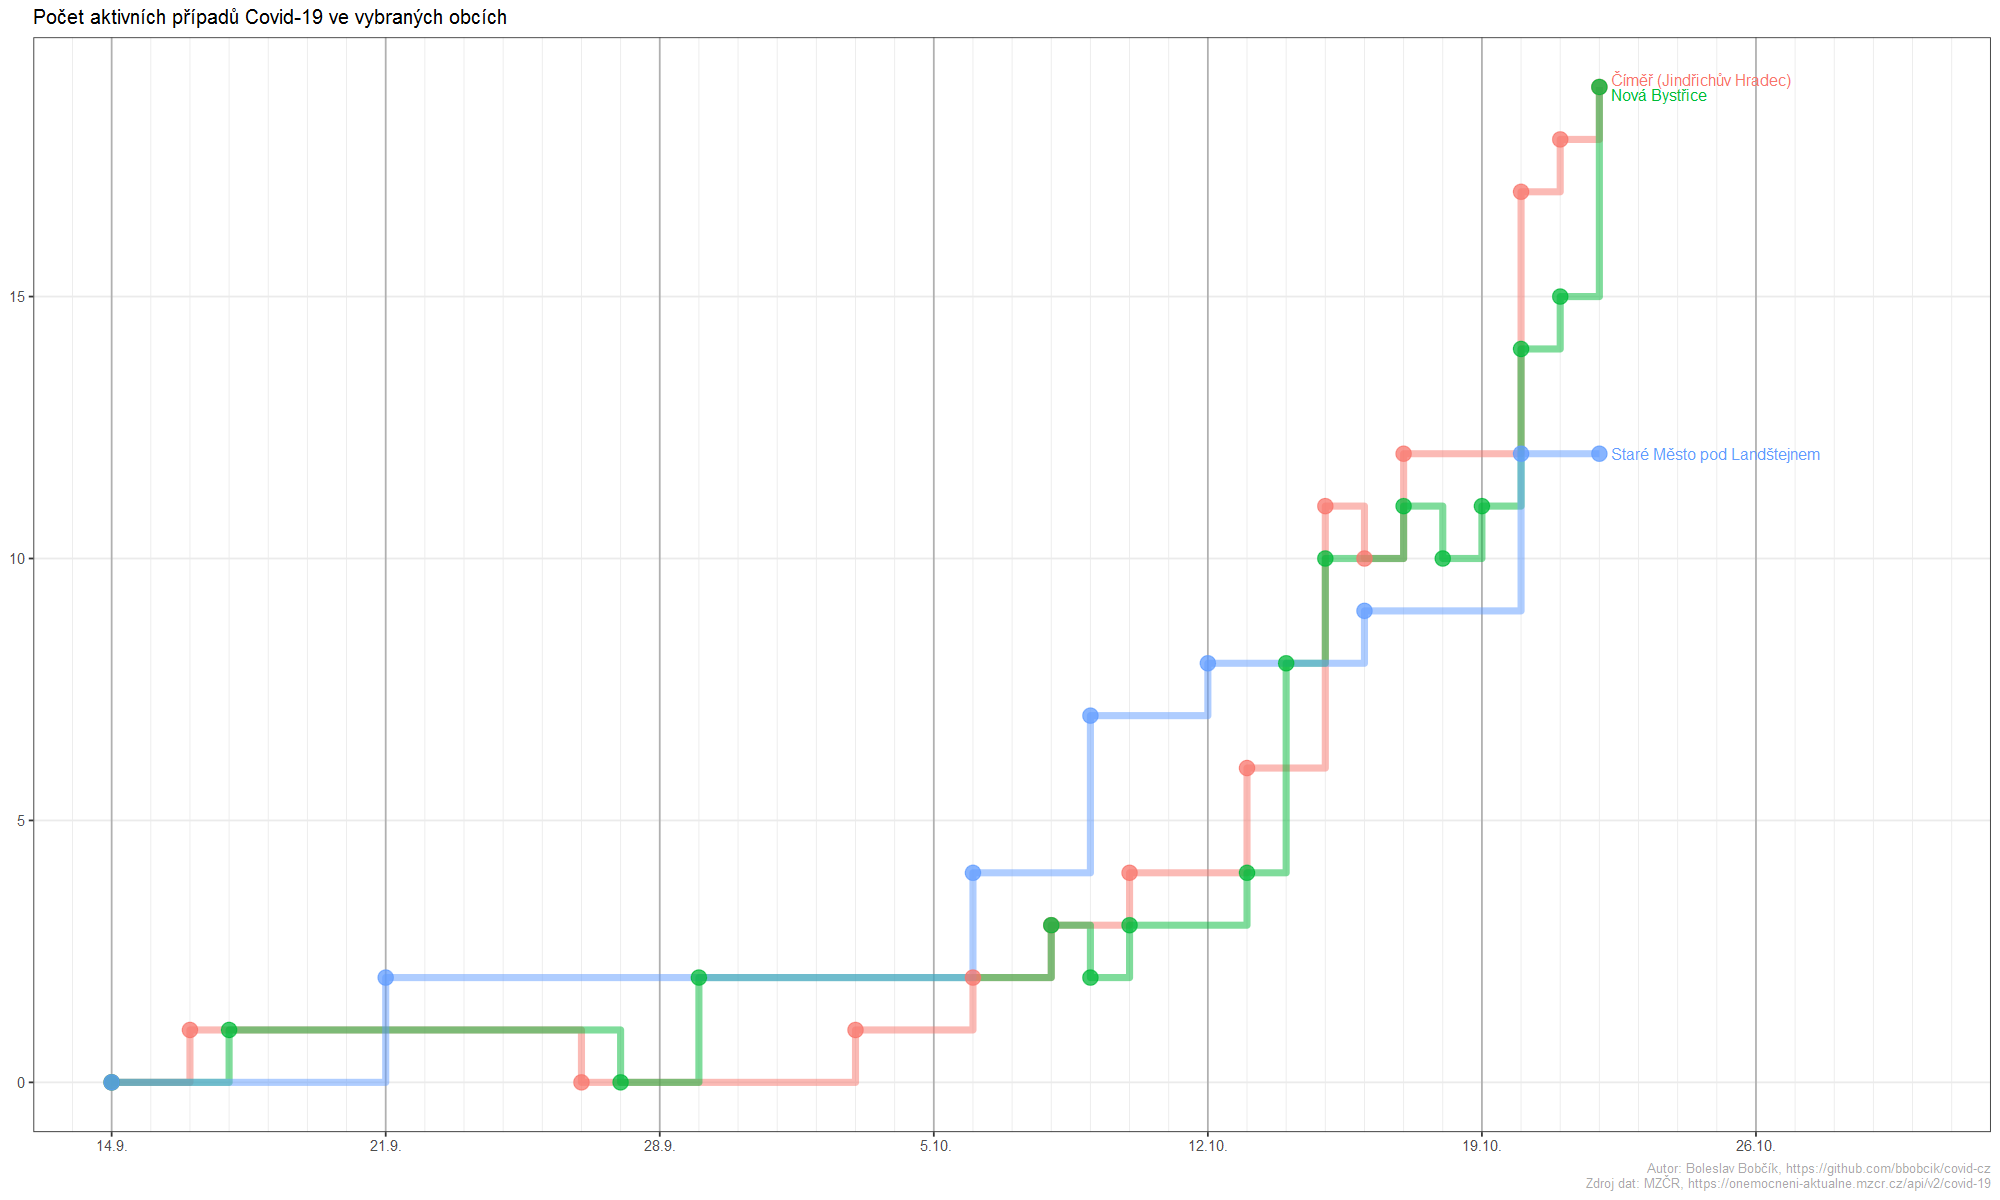 Počet aktivních případů Covid-19 ve vybraných obcích
Číměř (Jindřichův Hradec)
Nová Bystřice
15
Staré Město pod Landštejnem
10
5
0
14.9. 21.9. 28.9. 5.10. 12.10. 19.10. 26.10.
Autor: Boleslav Bobčík, https://github.com/bbobcik/covid-cz
Zdroj dat: MZČR, https://onemocneni-aktualne.mzcr.cz/api/v2/covid-19